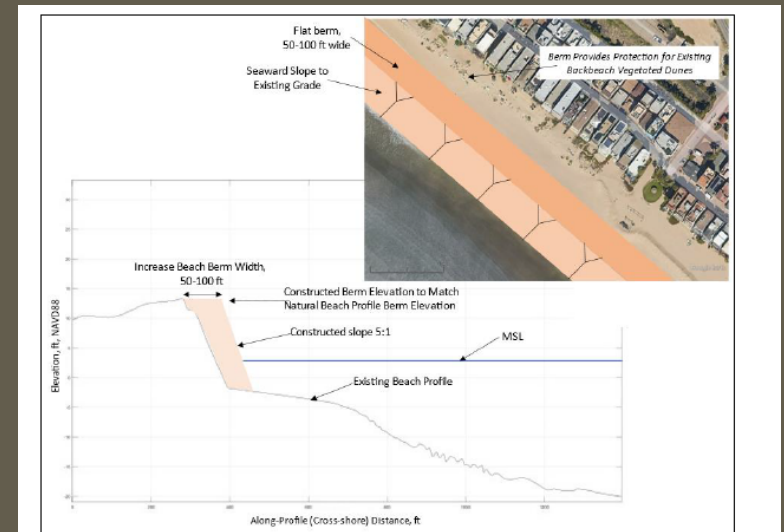 Flat berm,
50-100 ft wide
Seaward Slope to
Existing Grade
Berm Provides Protection for Existing
Backbeach Vegetated Dunes
Increase Beach Berm Width,
50-100 ft
Constructed Berm Elevation to Match
Natural Beach Profile Berm Elevation
Constructed slope 5:1
MSL
Existing Beach Profile
Elevation, ft, NAVD88
Along-Profile (Cross-shore) Distance, ft